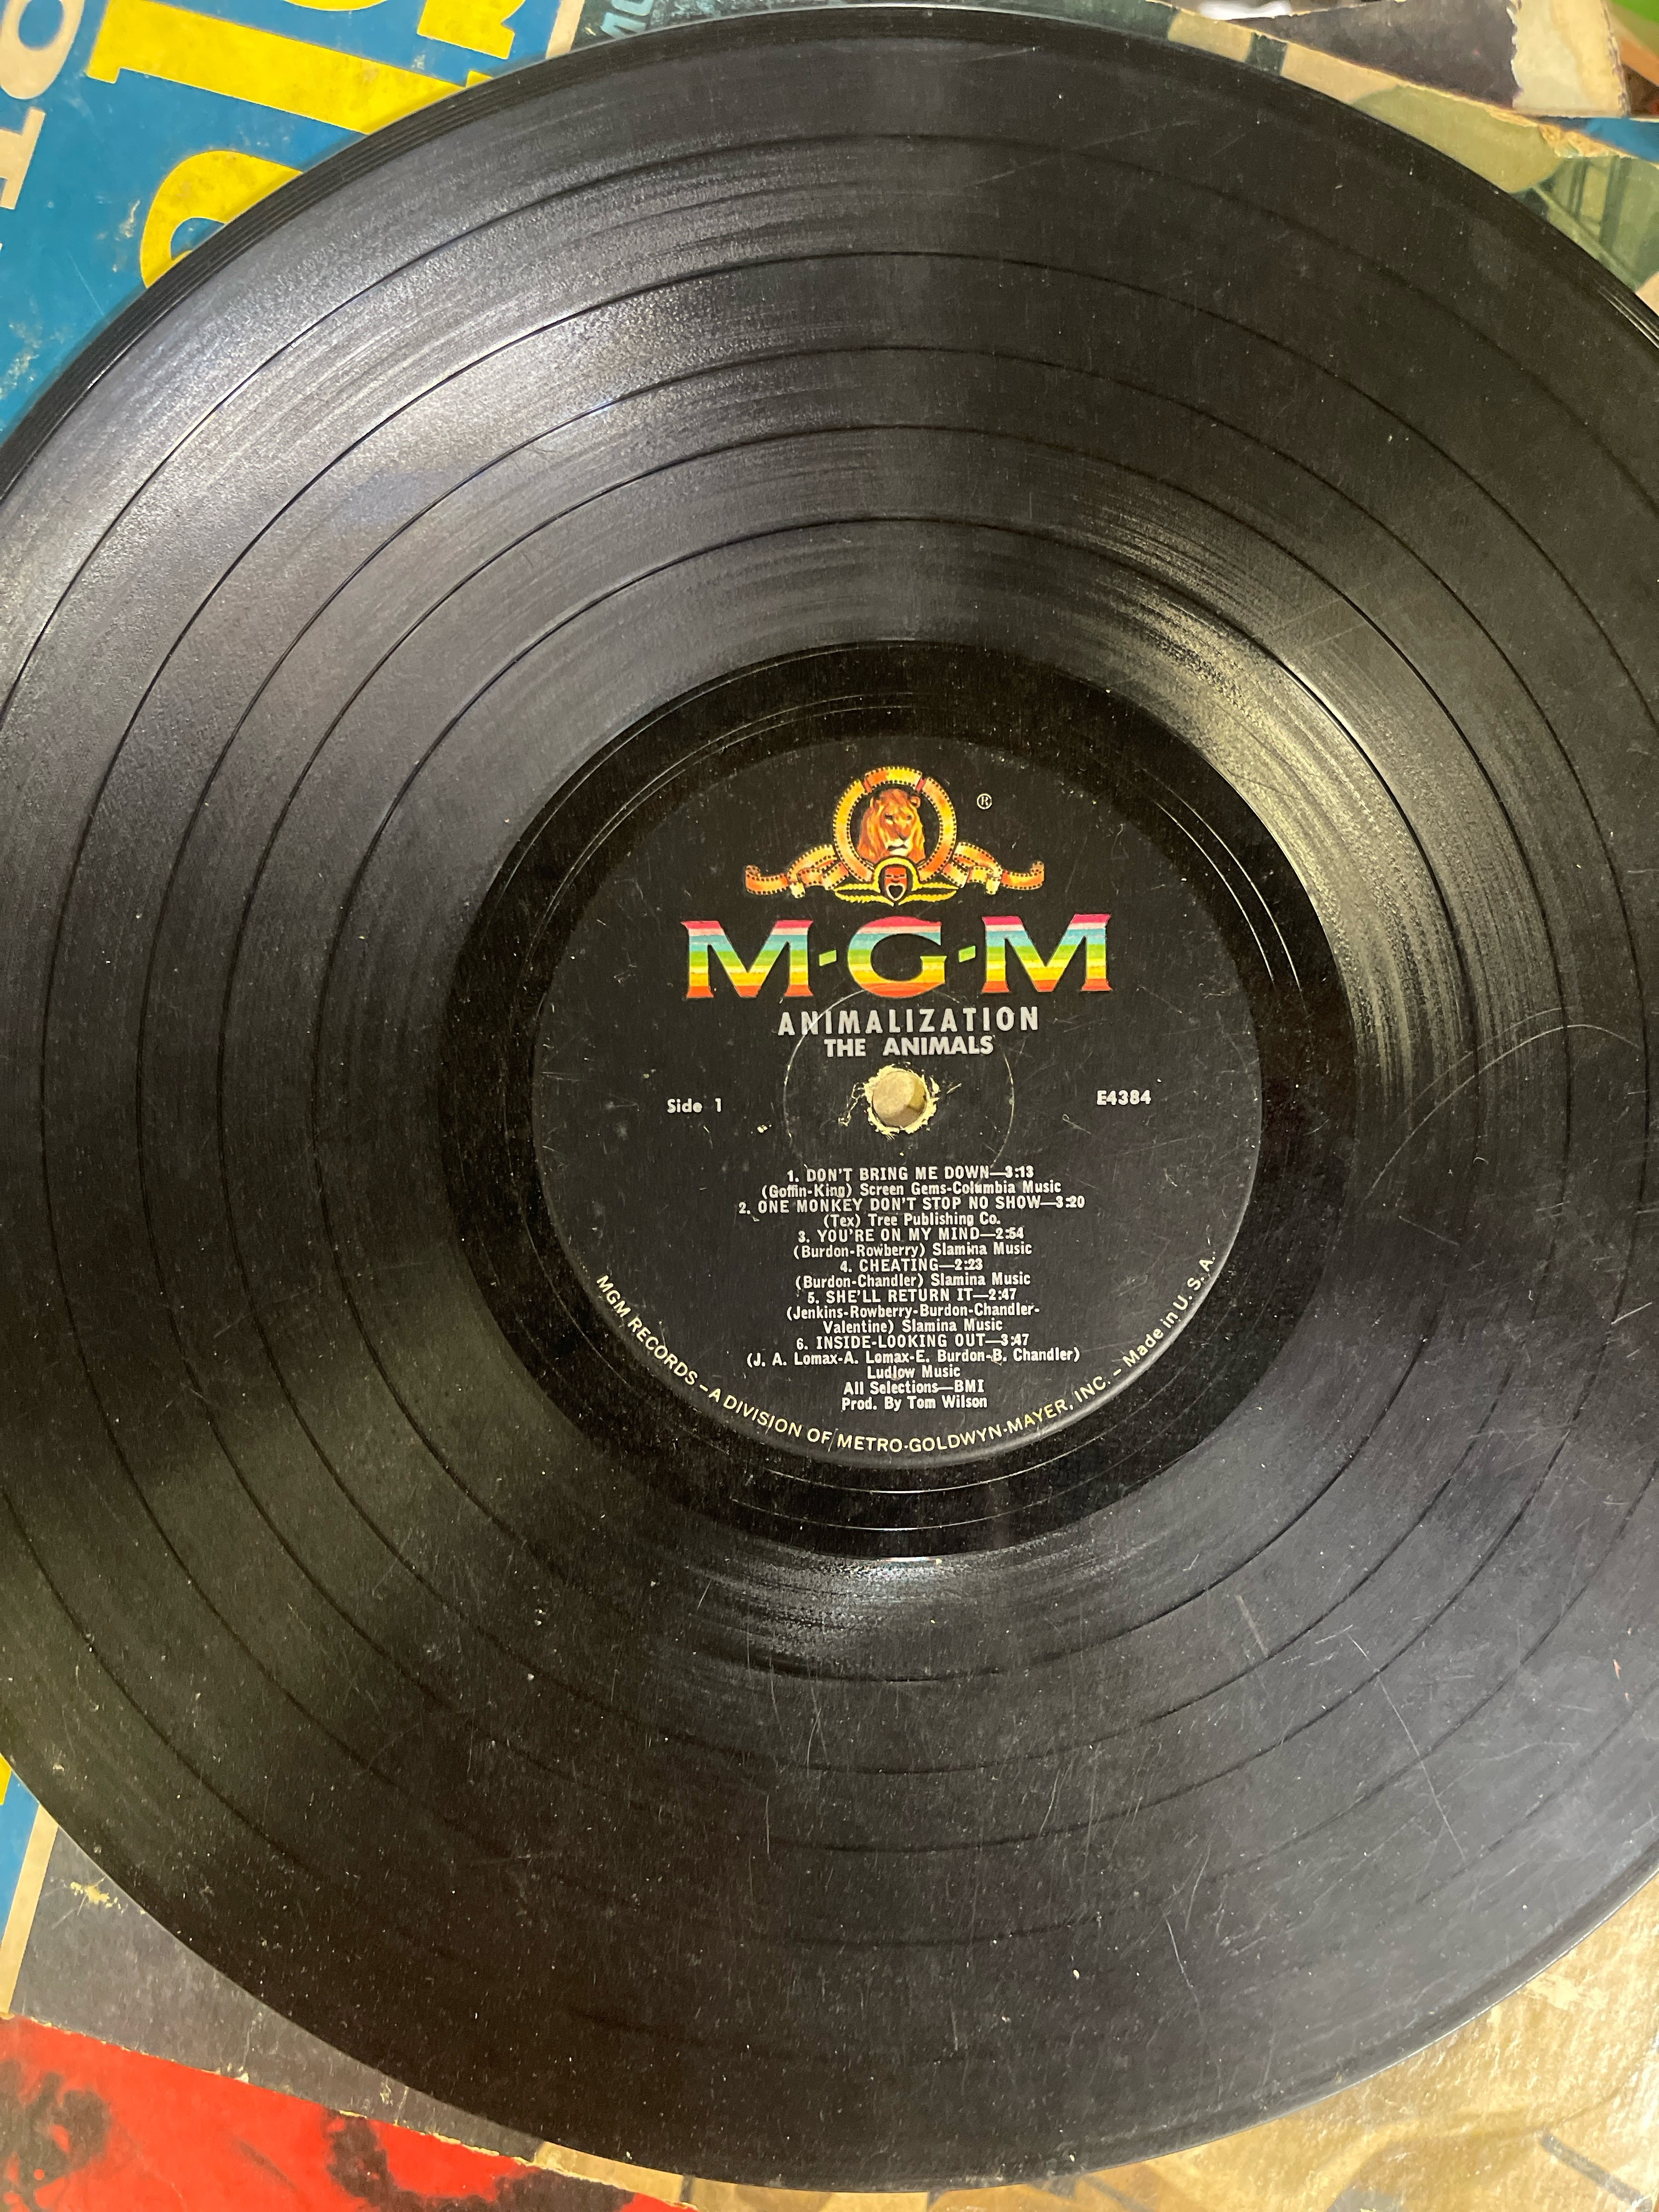 ®
M·G·M
ANIMALIZATION
THE ANIMALS
Side 1
E4384
1. DON'T BRING ME DOWN—3:13
(Goffin-King) Screen Gems-Columbia Music
2. ONE MONKEY DON'T STOP NO SHOW—3:20
(Tex) Tree Publishing Co.
3. YOU'RE ON MY MIND—2:54
(Burdon-Rowberry) Slamina Music
4. CHEATING—2:23
(Burdon-Chandler) Slamina Music
5. SHE'LL RETURN IT—2:47
(Jenkins-Rowberry-Burdon-Chandler-
Valentine) Slamina Music
6. INSIDE-LOOKING OUT—3:47
(J. A. Lomax-A. Lomax-E. Burdon-B. Chandler)
Ludlow Music
All Selections—BMI
Prod. By Tom Wilson
MGM RECORDS – A DIVISION OF METRO-GOLDWYN-MAYER, INC. – Made in U. S. A.